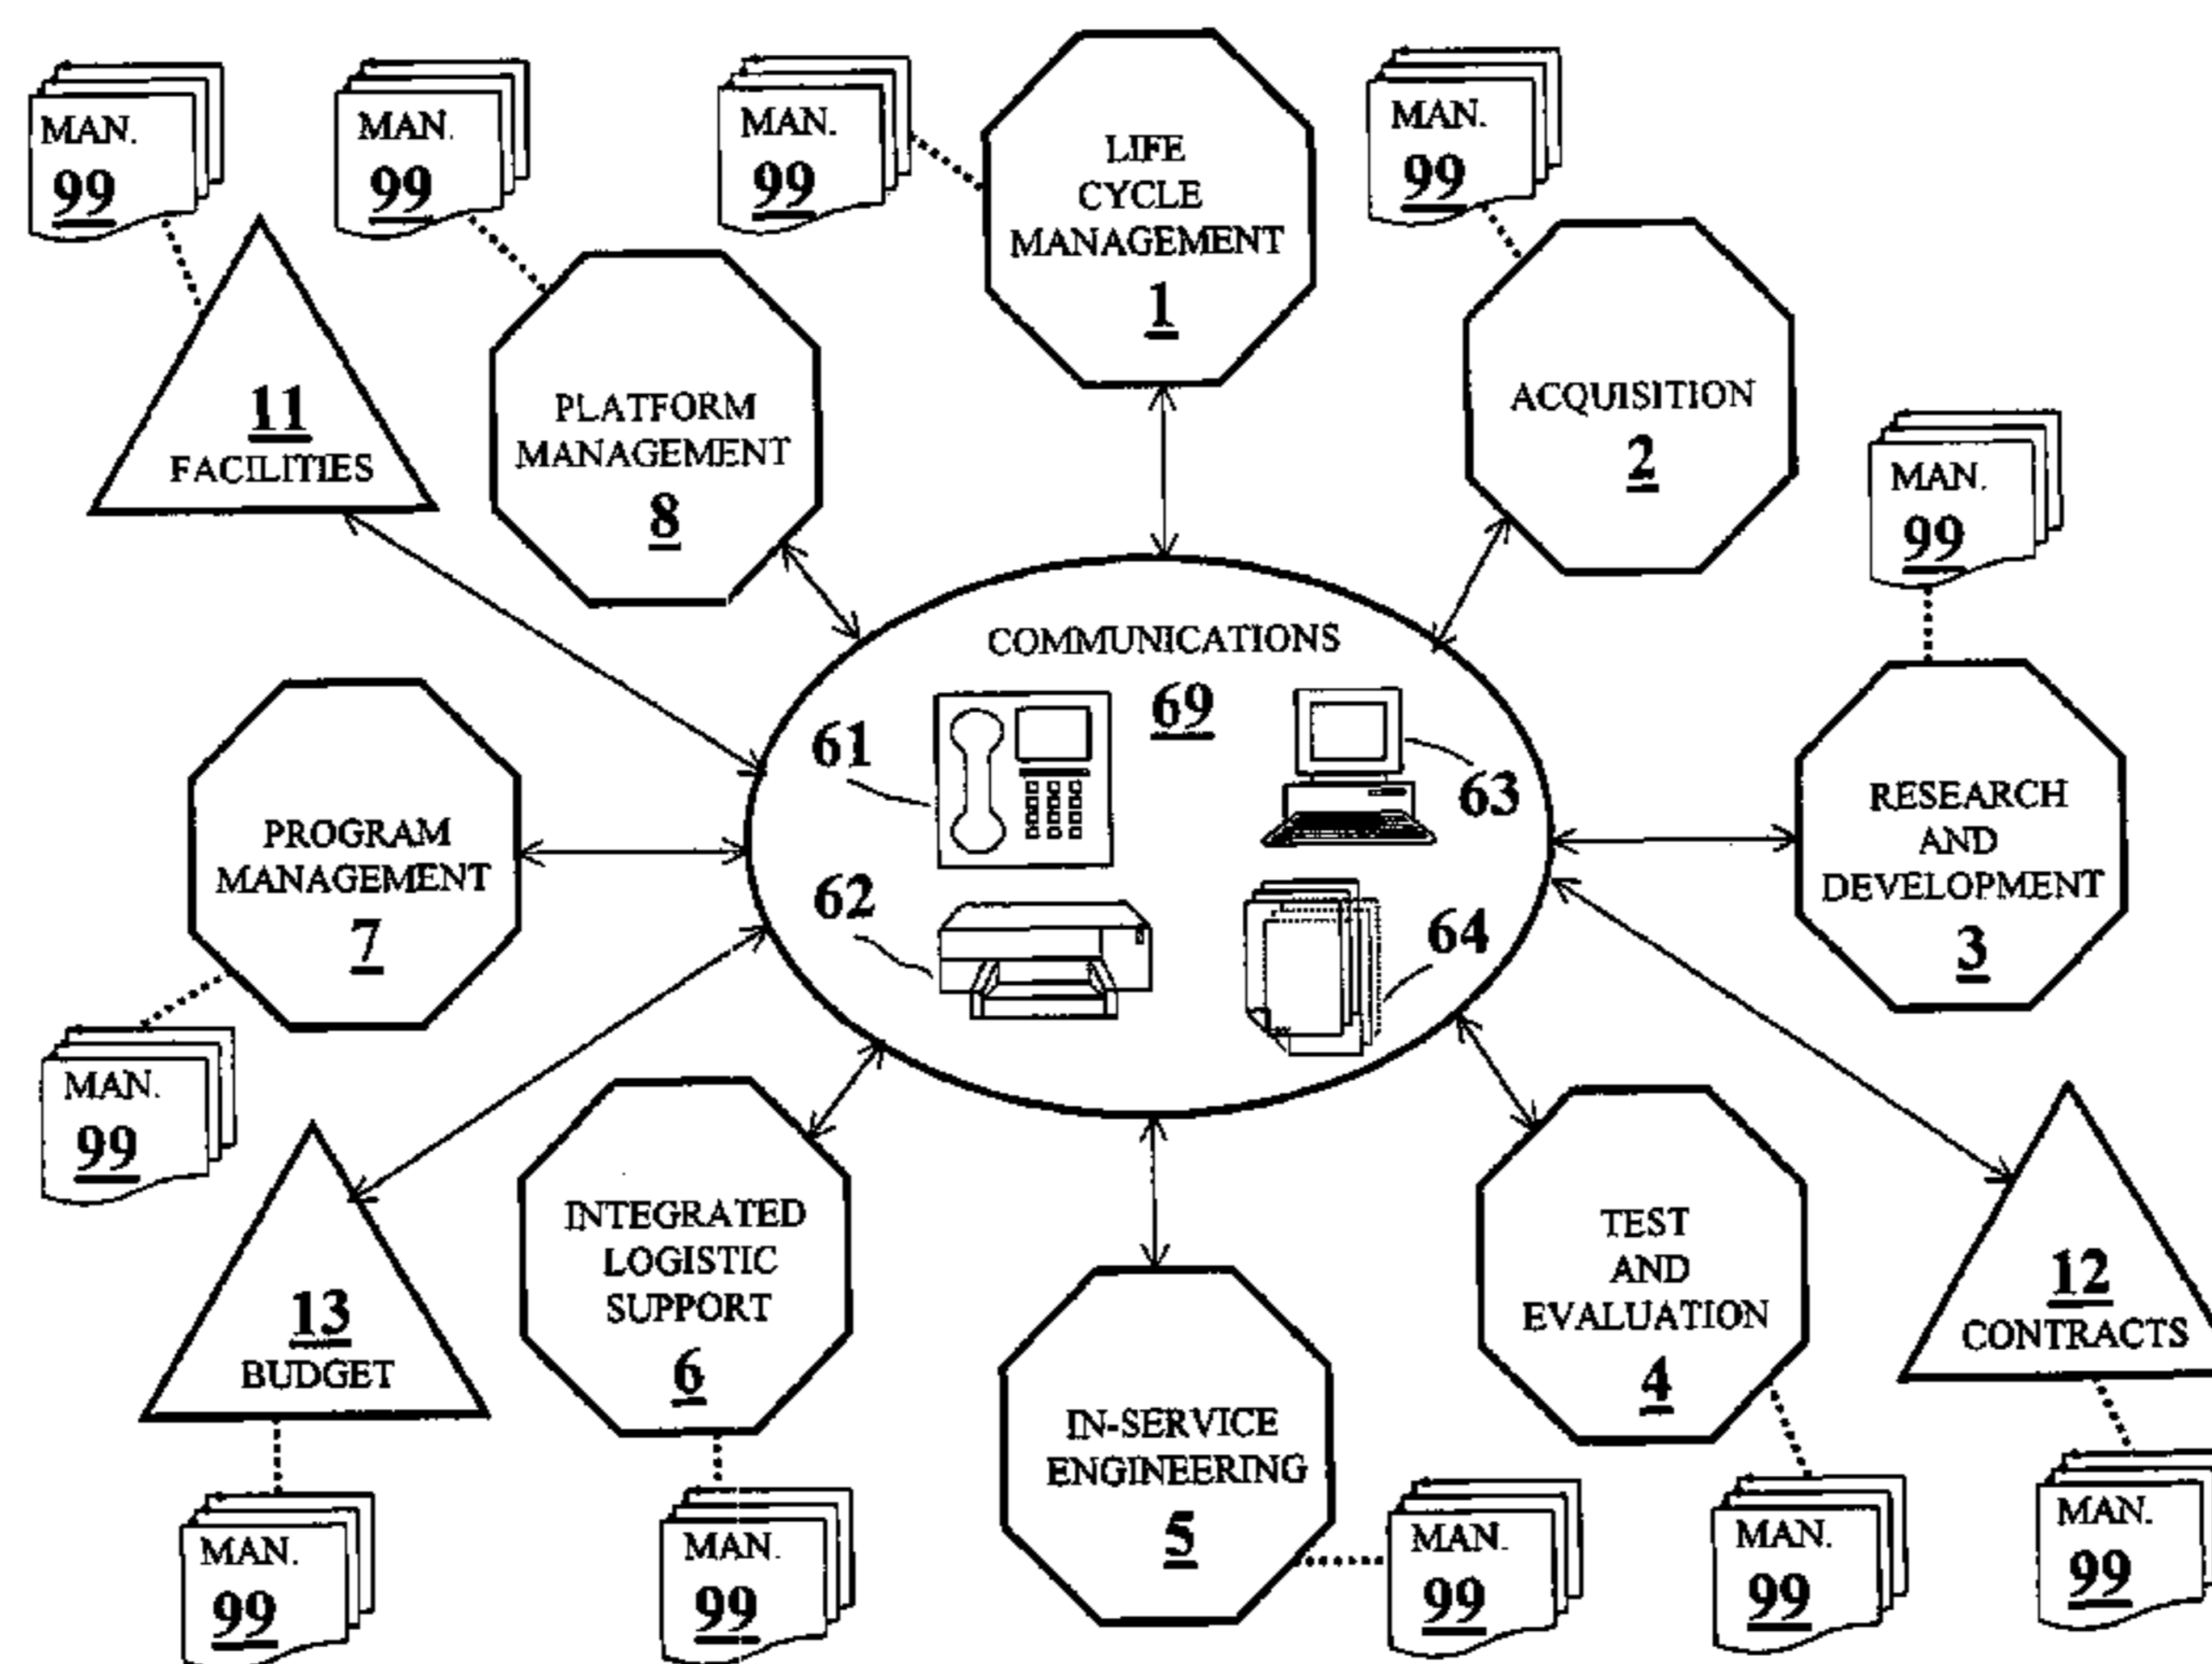 MAN.
99
MAN.
99
MAN.
99
LIFE
CYCLE
MANAGEMENT
1
MAN.
99
ACQUISITION
2
11
FACILITIES
PLATFORM
MANAGEMENT
8
MAN.
99
COMMUNICATIONS
69
61
63
62
64
PROGRAM
MANAGEMENT
7
RESEARCH
AND
DEVELOPMENT
3
MAN.
99
13
BUDGET
INTEGRATED
LOGISTIC
SUPPORT
6
IN-SERVICE
ENGINEERING
5
TEST
AND
EVALUATION
4
12
CONTRACTS
MAN.
99
MAN.
99
MAN.
99
MAN.
99
MAN.
99